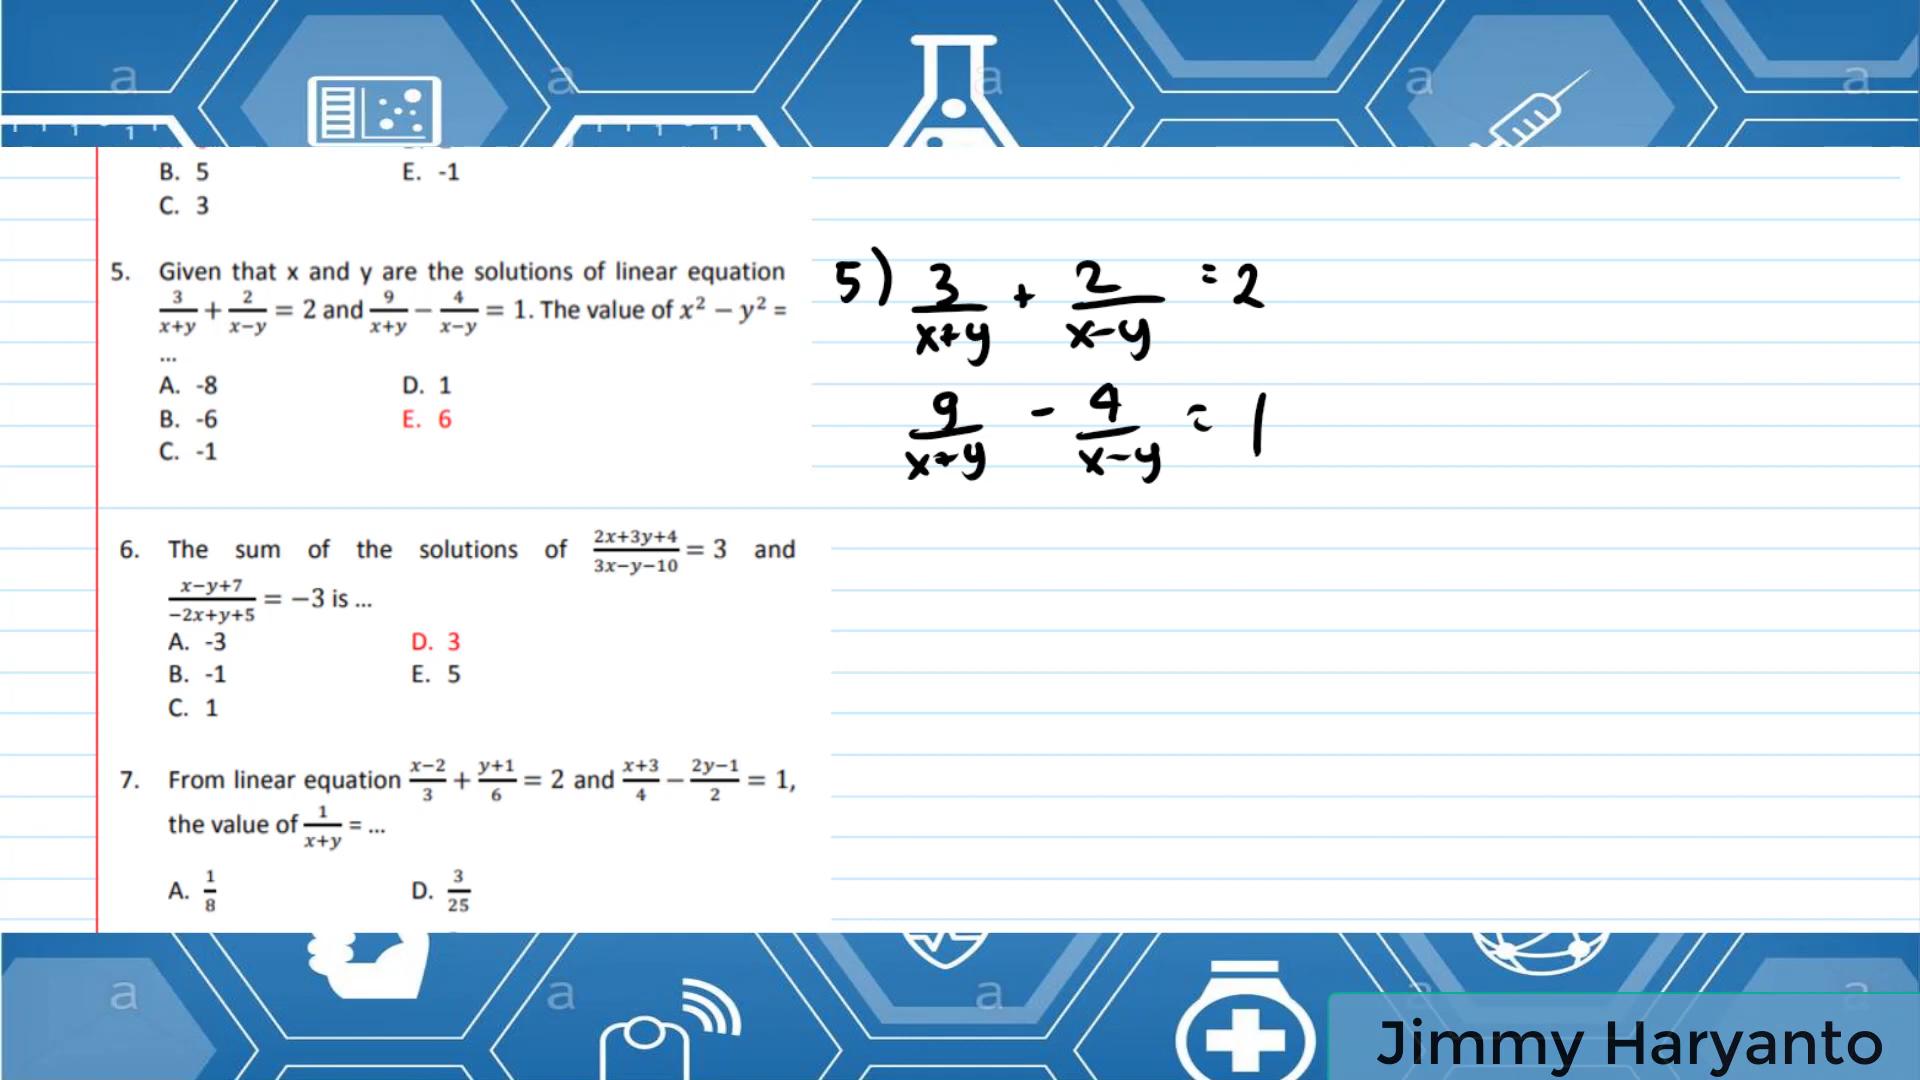 B. 5 E. -1
C. 3
5. Given that x and y are the solutions of linear equation
3/(x+y) + 2/(x−y) = 2 and 9/(x+y) − 4/(x−y) = 1. The value of x² − y² =
...
A. -8 D. 1
B. -6 E. 6
C. -1
6. The sum of the solutions of (2x+3y+4)/(3x−y−10) = 3 and
(x−y+7)/(−2x+y+5) = −3 is ...
A. -3 D. 3
B. -1 E. 5
C. 1
7. From linear equation (x−2)/3 + (y+1)/6 = 2 and (x+3)/4 − (2y−1)/2 = 1,
the value of 1/(x+y) = ...
A. 1/8 D. 3/25
5) 3/(x+y) + 2/(x-y) = 2
9/(x+y) - 4/(x-y) = 1
Jimmy Haryanto